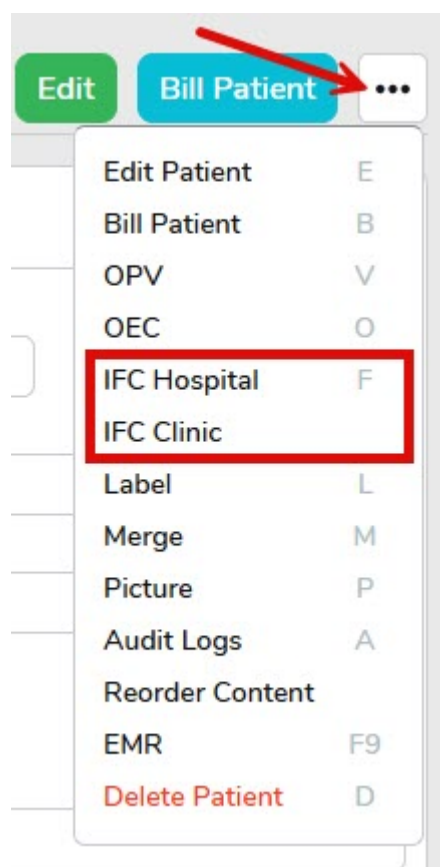 Edit Bill Patient •••
Edit Patient E
Bill Patient B
OPV V
OEC O
IFC Hospital F
IFC Clinic
Label L
Merge M
Picture P
Audit Logs A
Reorder Content
EMR F9
Delete Patient D